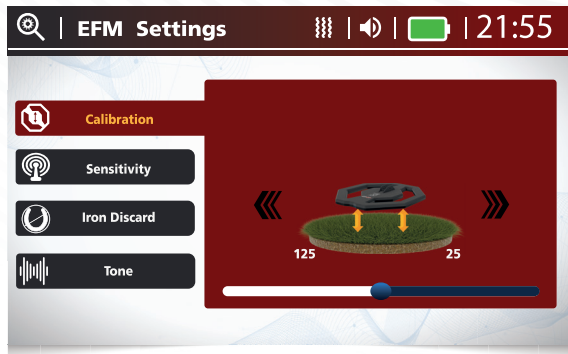 EFM Settings
21:55
Calibration
Sensitivity
Iron Discard
Tone
125
25